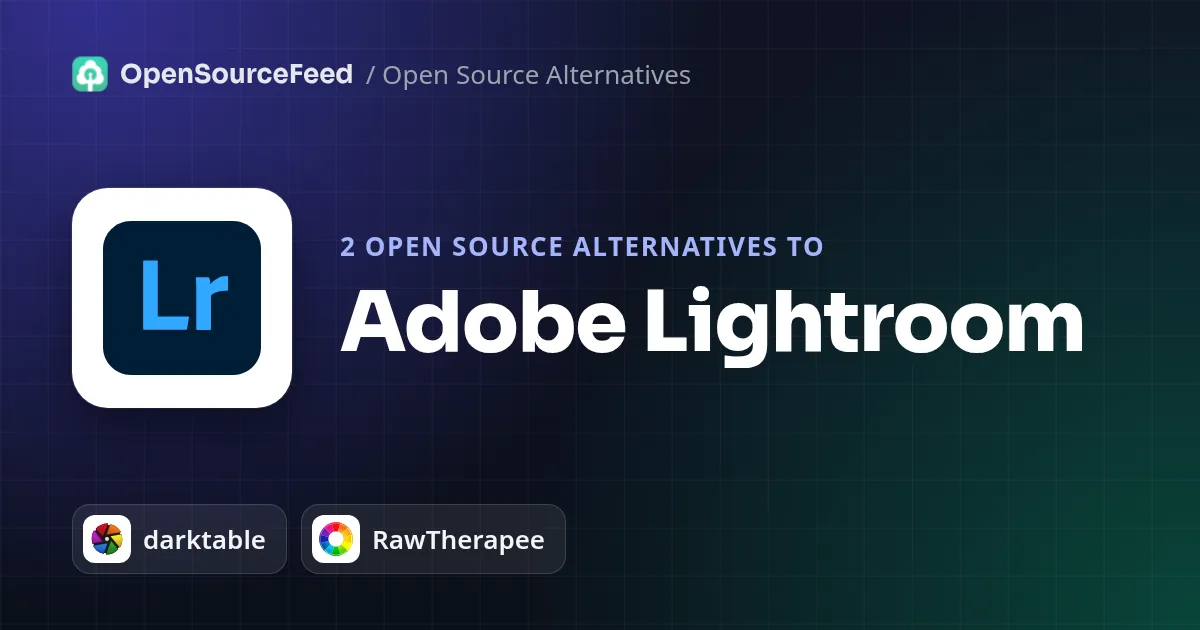 OpenSourceFeed / Open Source Alternatives
Lr
2 OPEN SOURCE ALTERNATIVES TO
Adobe Lightroom
darktable
RawTherapee